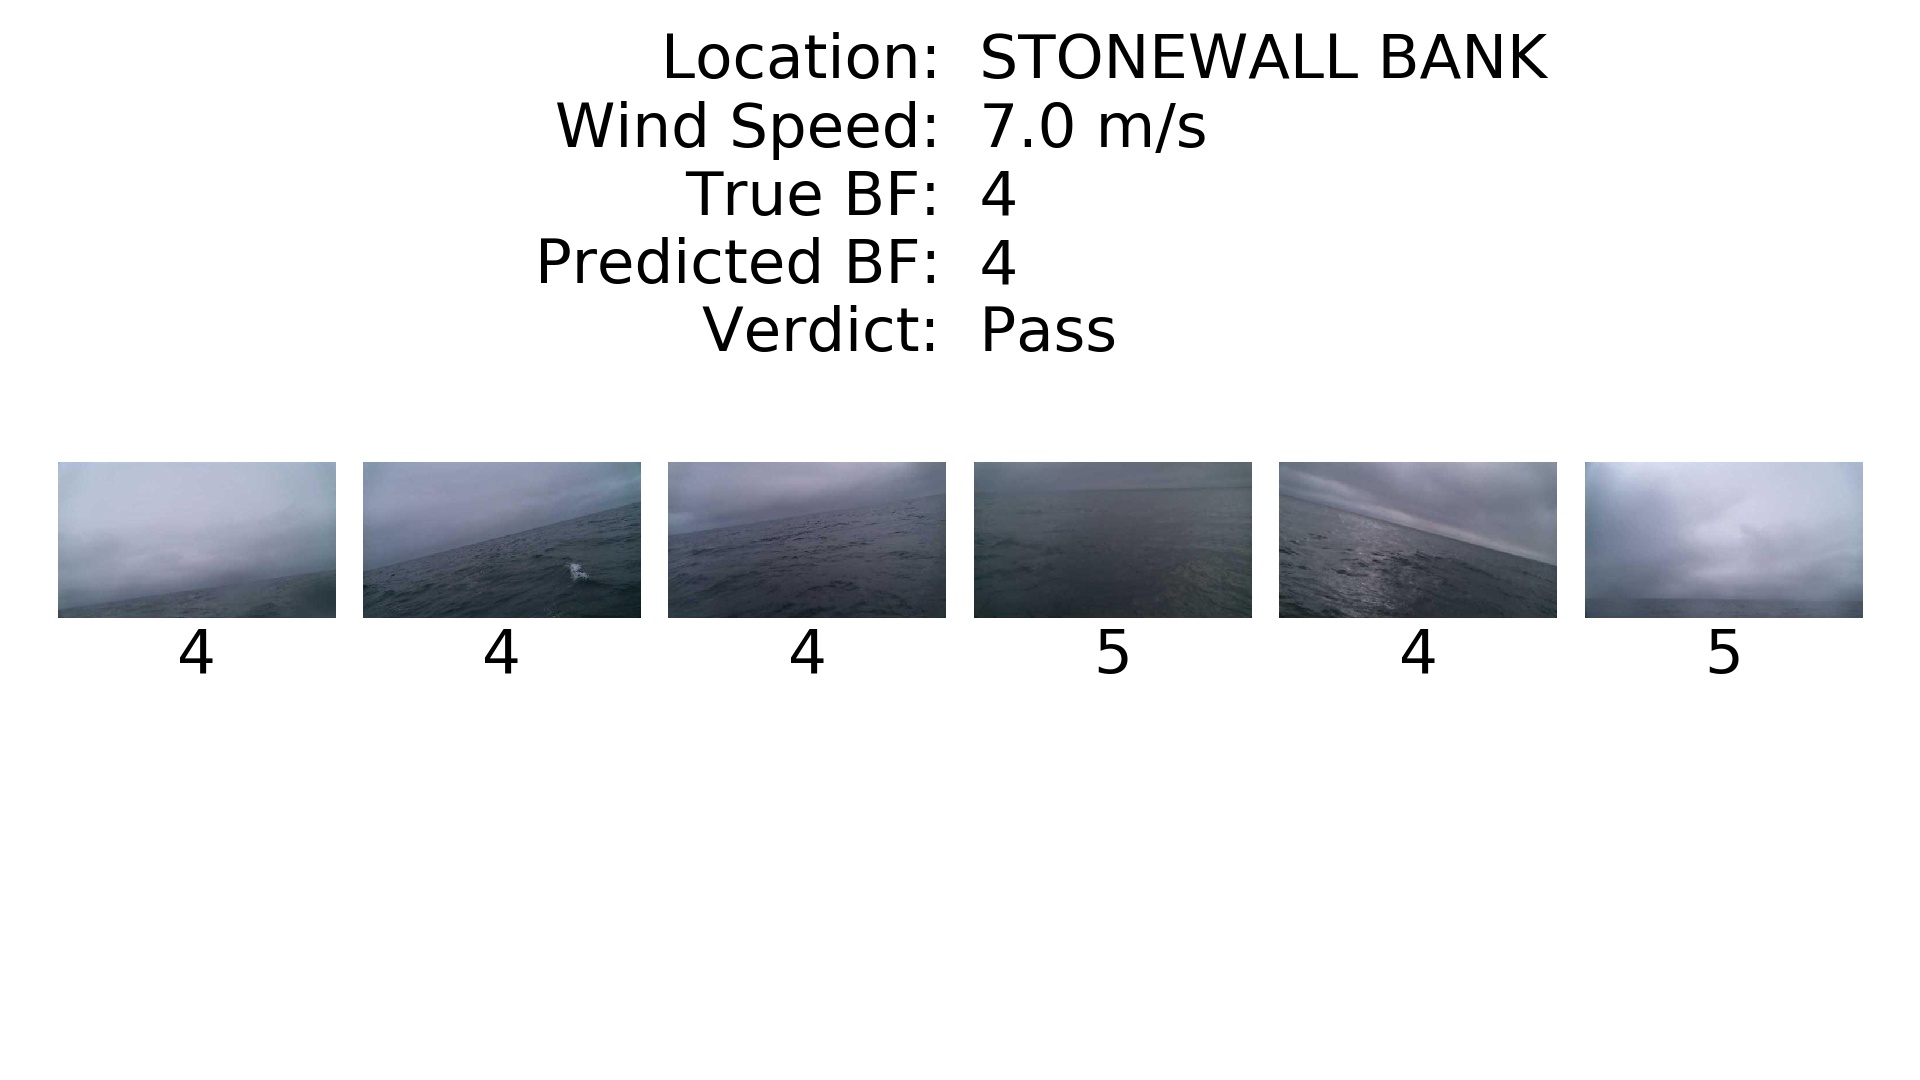 Location: STONEWALL BANK
Wind Speed: 7.0 m/s
True BF: 4
Predicted BF: 4
Verdict: Pass
4 4 4 5 4 5